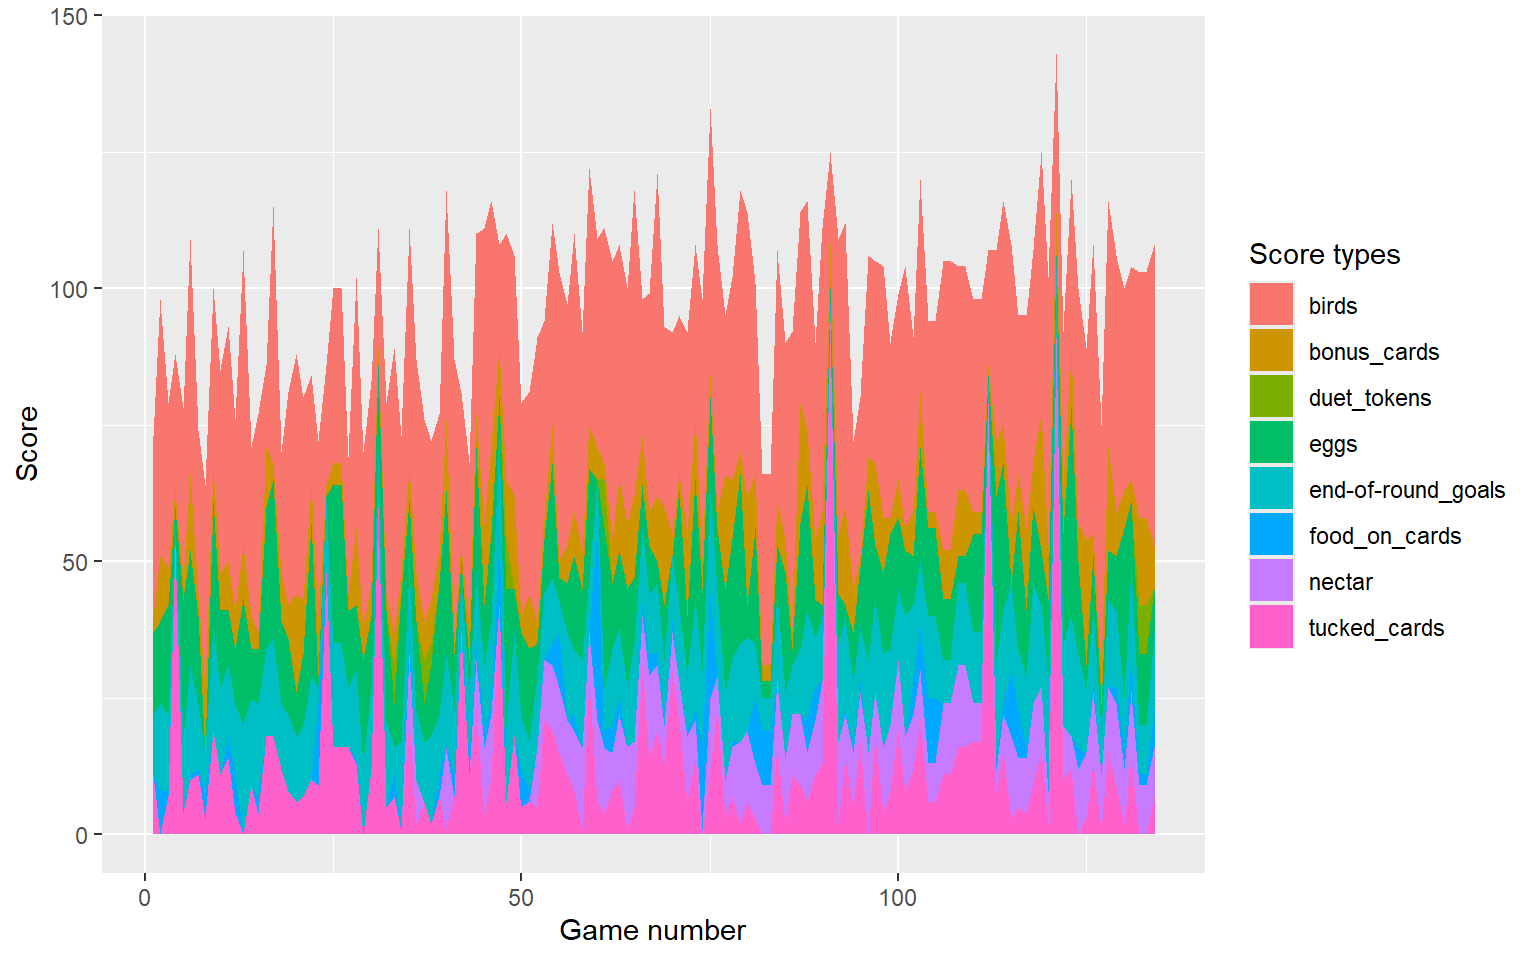 150
100
50
0
Score
0 50 100
Game number
Score types
birds
bonus_cards
duet_tokens
eggs
end-of-round_goals
food_on_cards
nectar
tucked_cards